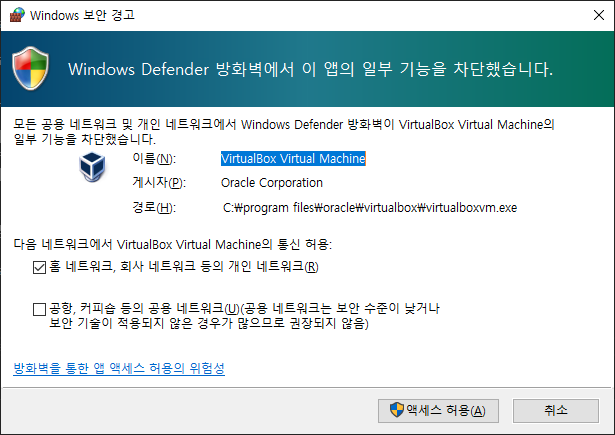 Windows 보안 경고
Windows Defender 방화벽에서 이 앱의 일부 기능을 차단했습니다.
모든 공용 네트워크 및 개인 네트워크에서 Windows Defender 방화벽이 VirtualBox Virtual Machine의
일부 기능을 차단했습니다.
이름(N): VirtualBox Virtual Machine
게시자(P): Oracle Corporation
경로(H): C:₩program files₩oracle₩virtualbox₩virtualboxvm.exe
다음 네트워크에서 VirtualBox Virtual Machine의 통신 허용:
홈 네트워크, 회사 네트워크 등의 개인 네트워크(R)
공항, 커피숍 등의 공용 네트워크(U)(공용 네트워크는 보안 수준이 낮거나
보안 기술이 적용되지 않은 경우가 많으므로 권장되지 않음)
방화벽을 통한 앱 액세스 허용의 위험성
액세스 허용(A) 취소